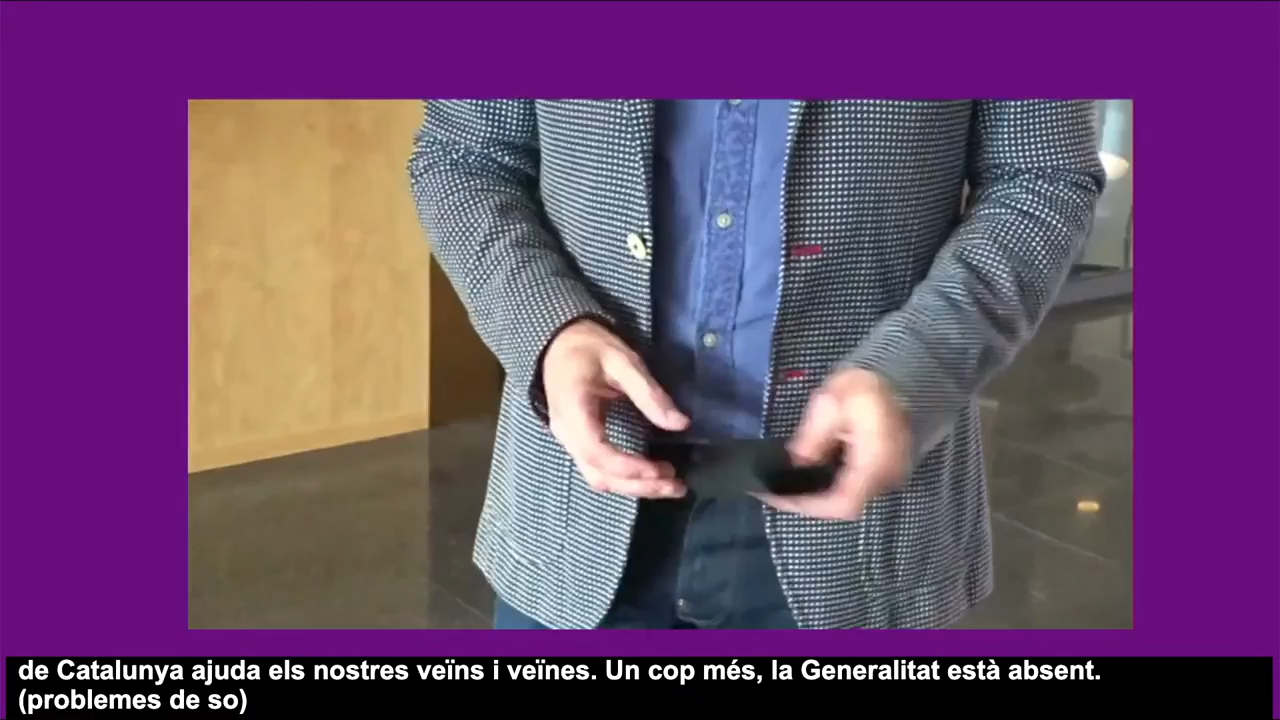 de Catalunya ajuda els nostres veïns i veïnes. Un cop més, la Generalitat està absent.
(problemes de so)